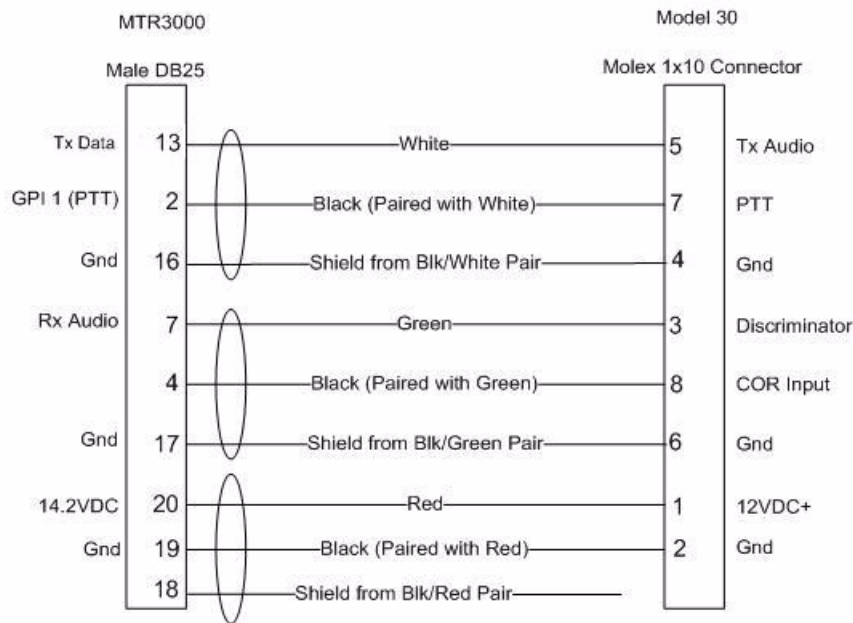 MTR3000 Model 30
Male DB25 Molex 1x10 Connector
Tx Data 13 White 5 Tx Audio
GPI 1 (PTT) 2 Black (Paired with White) 7 PTT
Gnd 16 Shield from Blk/White Pair 4 Gnd
Rx Audio 7 Green 3 Discriminator
4 Black (Paired with Green) 8 COR Input
Gnd 17 Shield from Blk/Green Pair 6 Gnd
14.2VDC 20 Red 1 12VDC+
Gnd 19 Black (Paired with Red) 2 Gnd
18 Shield from Blk/Red Pair